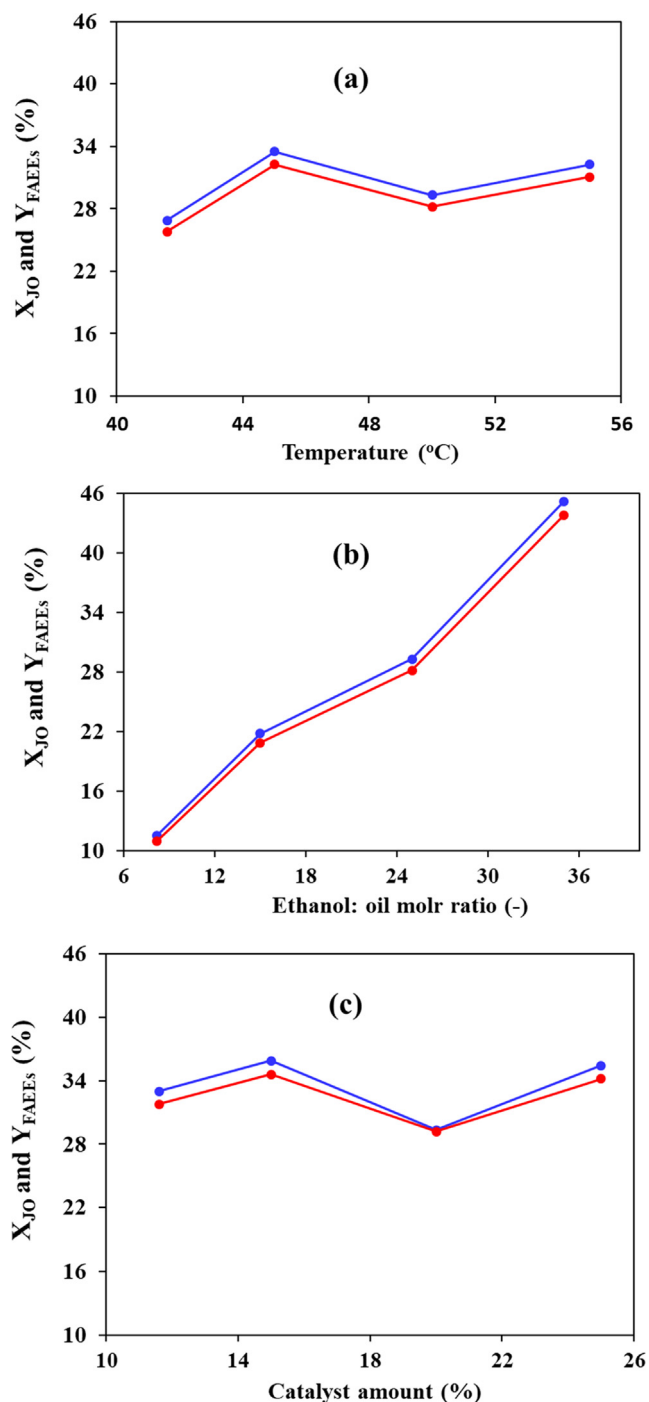 (a)
X_JO and Y_FAEEs (%)
46
40
34
28
22
16
10
40 44 48 52 56
Temperature (°C)
(b)
X_JO and Y_FAEEs (%)
46
40
34
28
22
16
10
6 12 18 24 30 36
Ethanol: oil molr ratio (-)
(c)
X_JO and Y_FAEEs (%)
46
40
34
28
22
16
10
10 14 18 22 26
Catalyst amount (%)